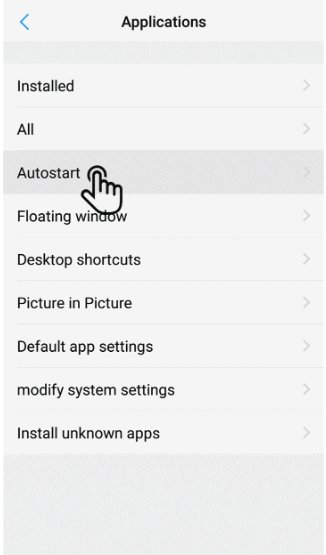 Applications
Installed
All
Autostart
Floating window
Desktop shortcuts
Picture in Picture
Default app settings
modify system settings
Install unknown apps